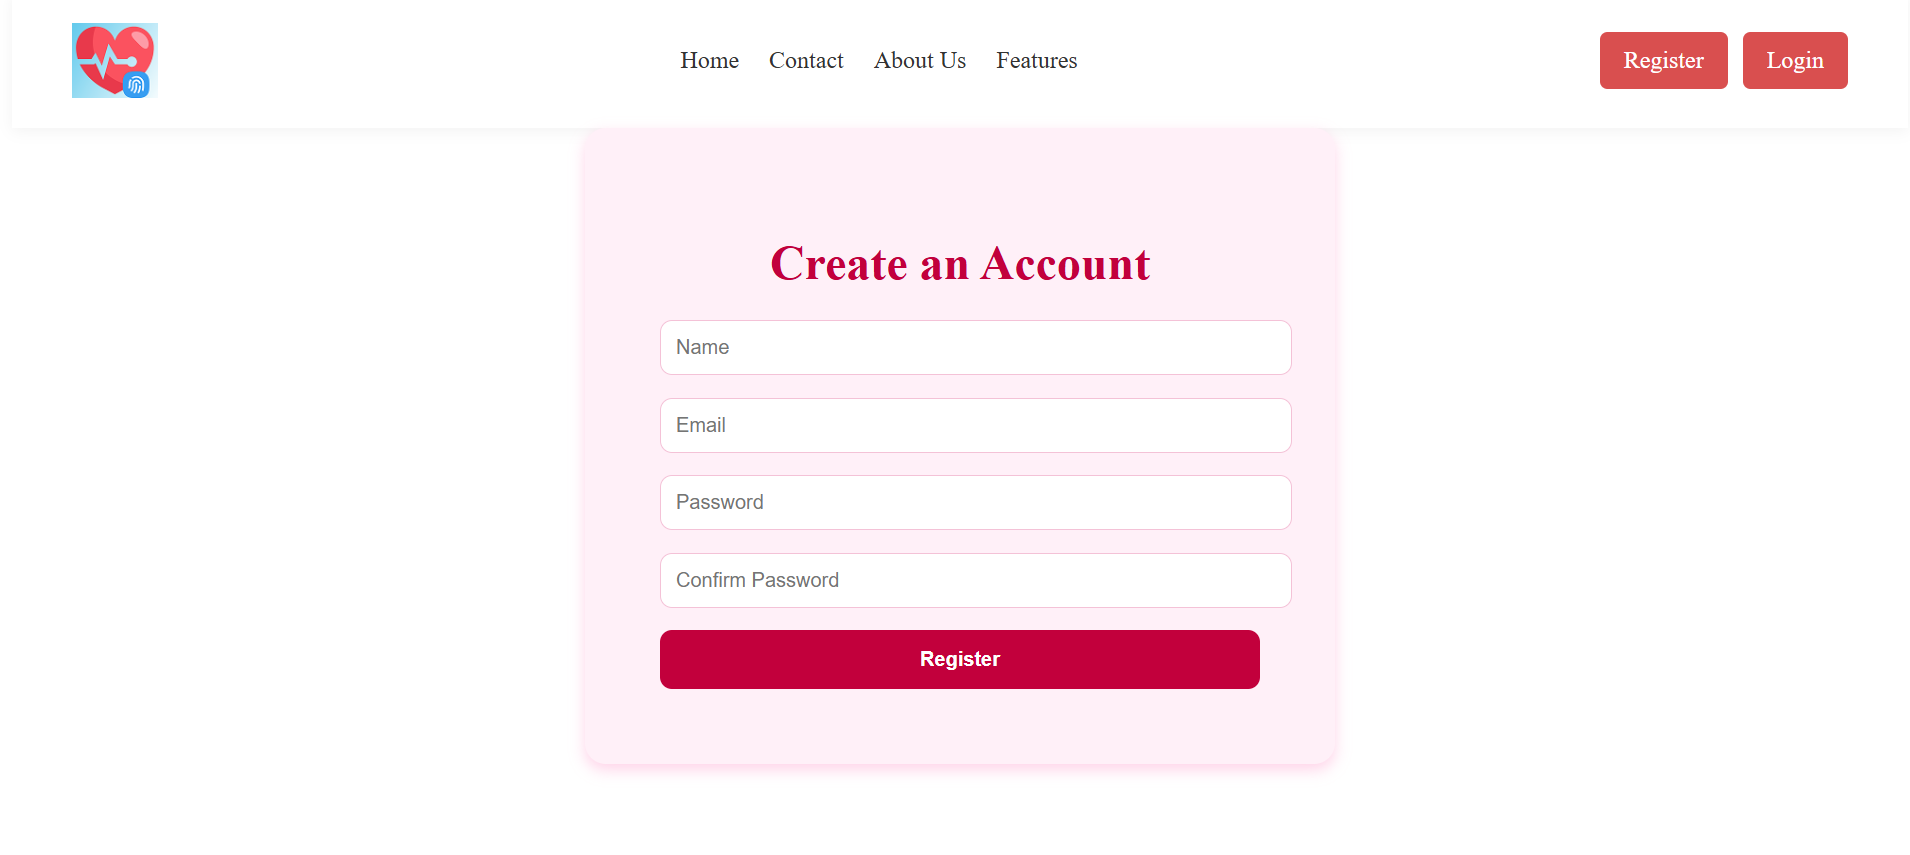 Home Contact About Us Features Register Login
Create an Account
Name
Email
Password
Confirm Password
Register